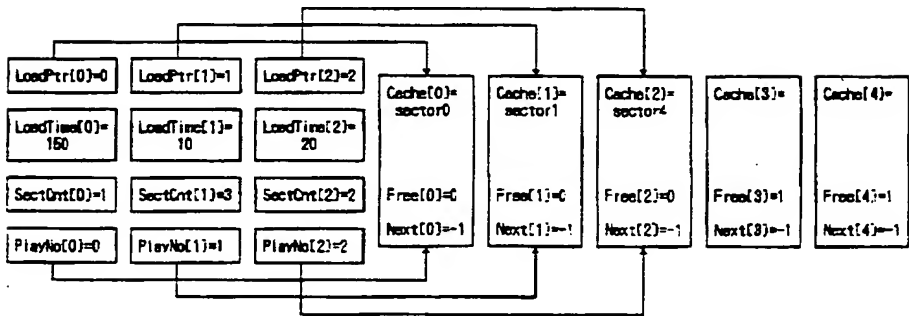 LoadPtr[0]=0
LoadPtr[1]=1
LoadPtr[2]=2
LoadTime[0]=
150
LoadTime[1]=
10
LoadTime[2]=
20
SectCnt[0]=1
SectCnt[1]=3
SectCnt[2]=2
PlayNo[0]=0
PlayNo[1]=1
PlayNo[2]=2
Cache[0]=
sector0
Free[0]=0
Next[0]=-1
Cache[1]=
sector1
Free[1]=0
Next[1]=-1
Cache[2]=
sector4
Free[2]=0
Next[2]=-1
Cache[3]=
Free[3]=1
Next[3]=-1
Cache[4]=
Free[4]=1
Next[4]=-1